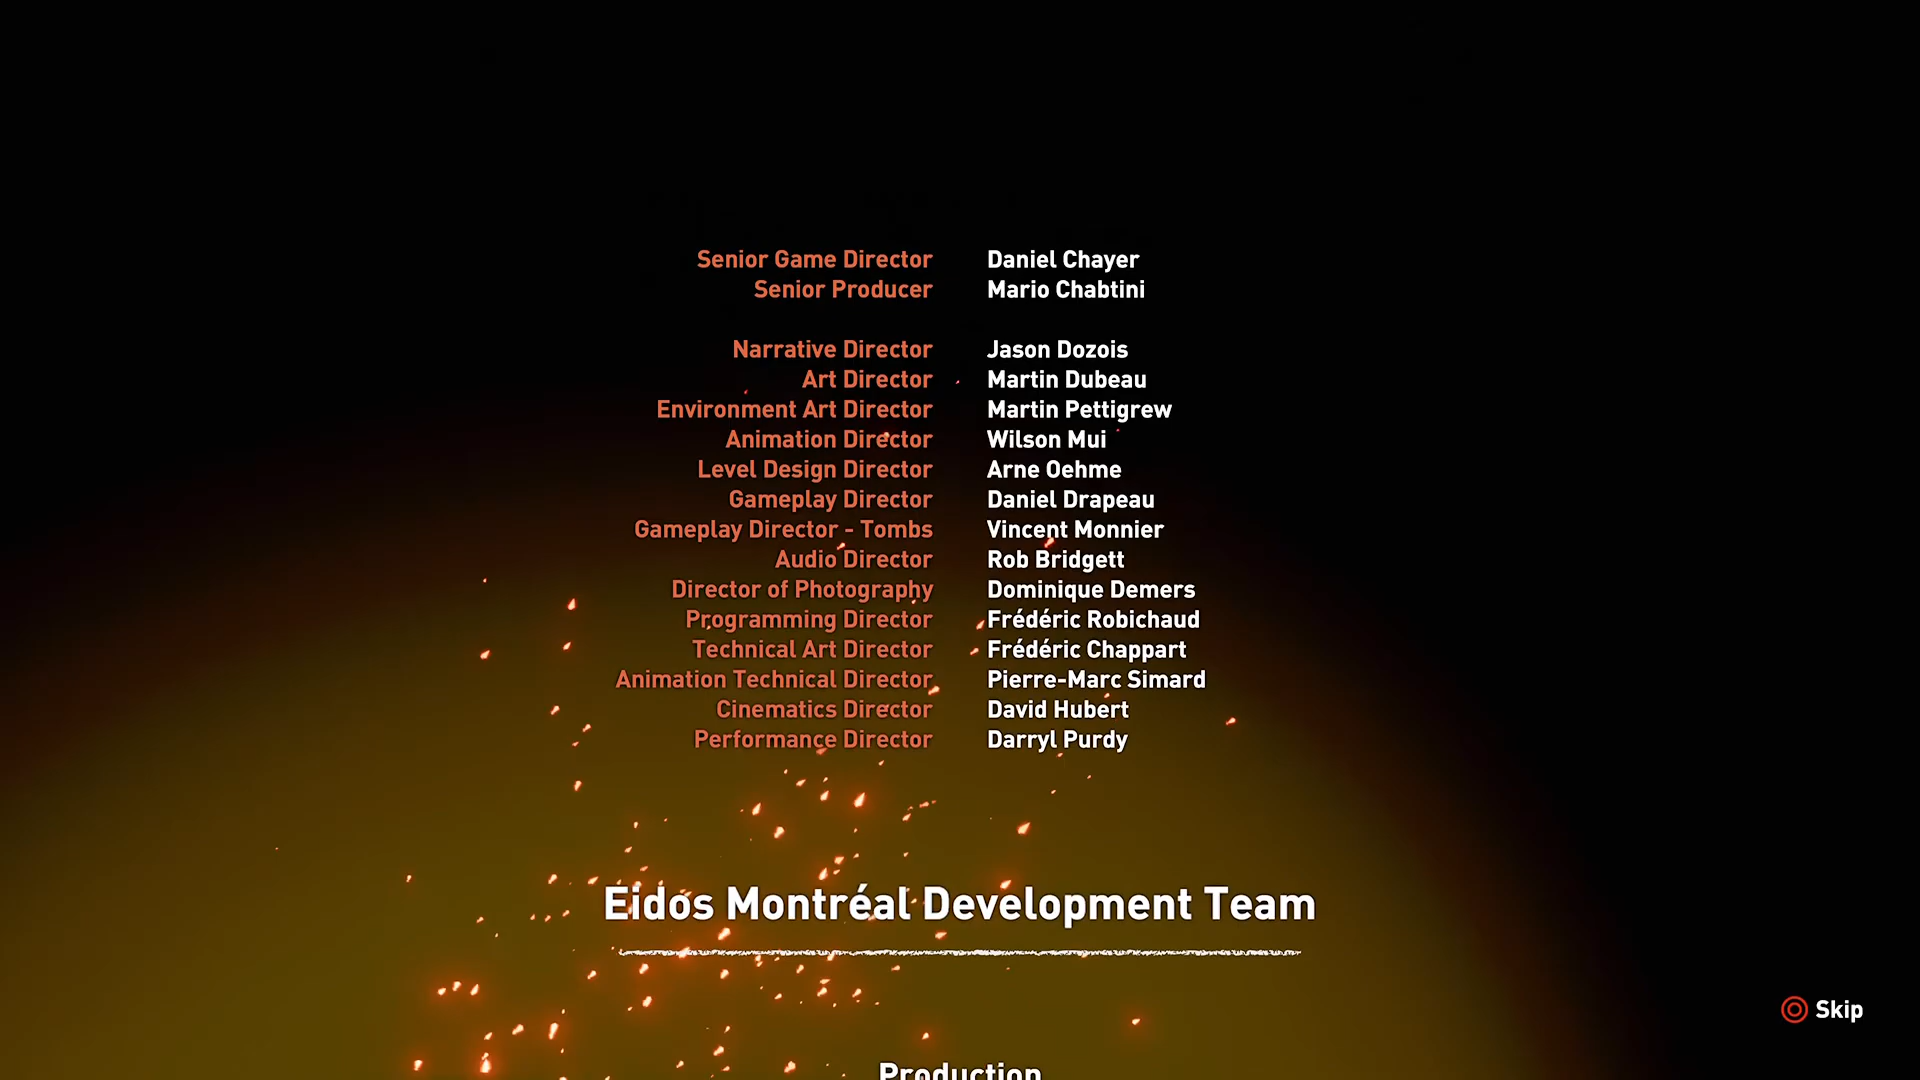 Senior Game Director Daniel Chayer
Senior Producer Mario Chabtini
Narrative Director Jason Dozois
Art Director Martin Dubeau
Environment Art Director Martin Pettigrew
Animation Director Wilson Mui
Level Design Director Arne Oehme
Gameplay Director Daniel Drapeau
Gameplay Director - Tombs Vincent Monnier
Audio Director Rob Bridgett
Director of Photography Dominique Demers
Programming Director Frédéric Robichaud
Technical Art Director Frédéric Chappart
Animation Technical Director Pierre-Marc Simard
Cinematics Director David Hubert
Performance Director Darryl Purdy
Eidos Montréal Development Team
Skip
Production